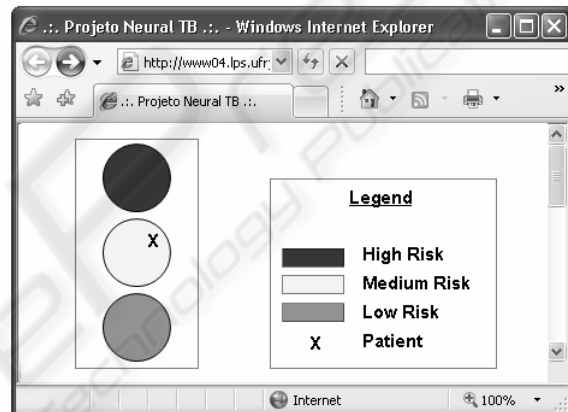 .:. Projeto Neural TB .:. - Windows Internet Explorer
http://www04.lps.ufrj
.:. Projeto Neural TB .:.
»
X
Legend
High Risk
Medium Risk
Low Risk
X Patient
Internet 100%